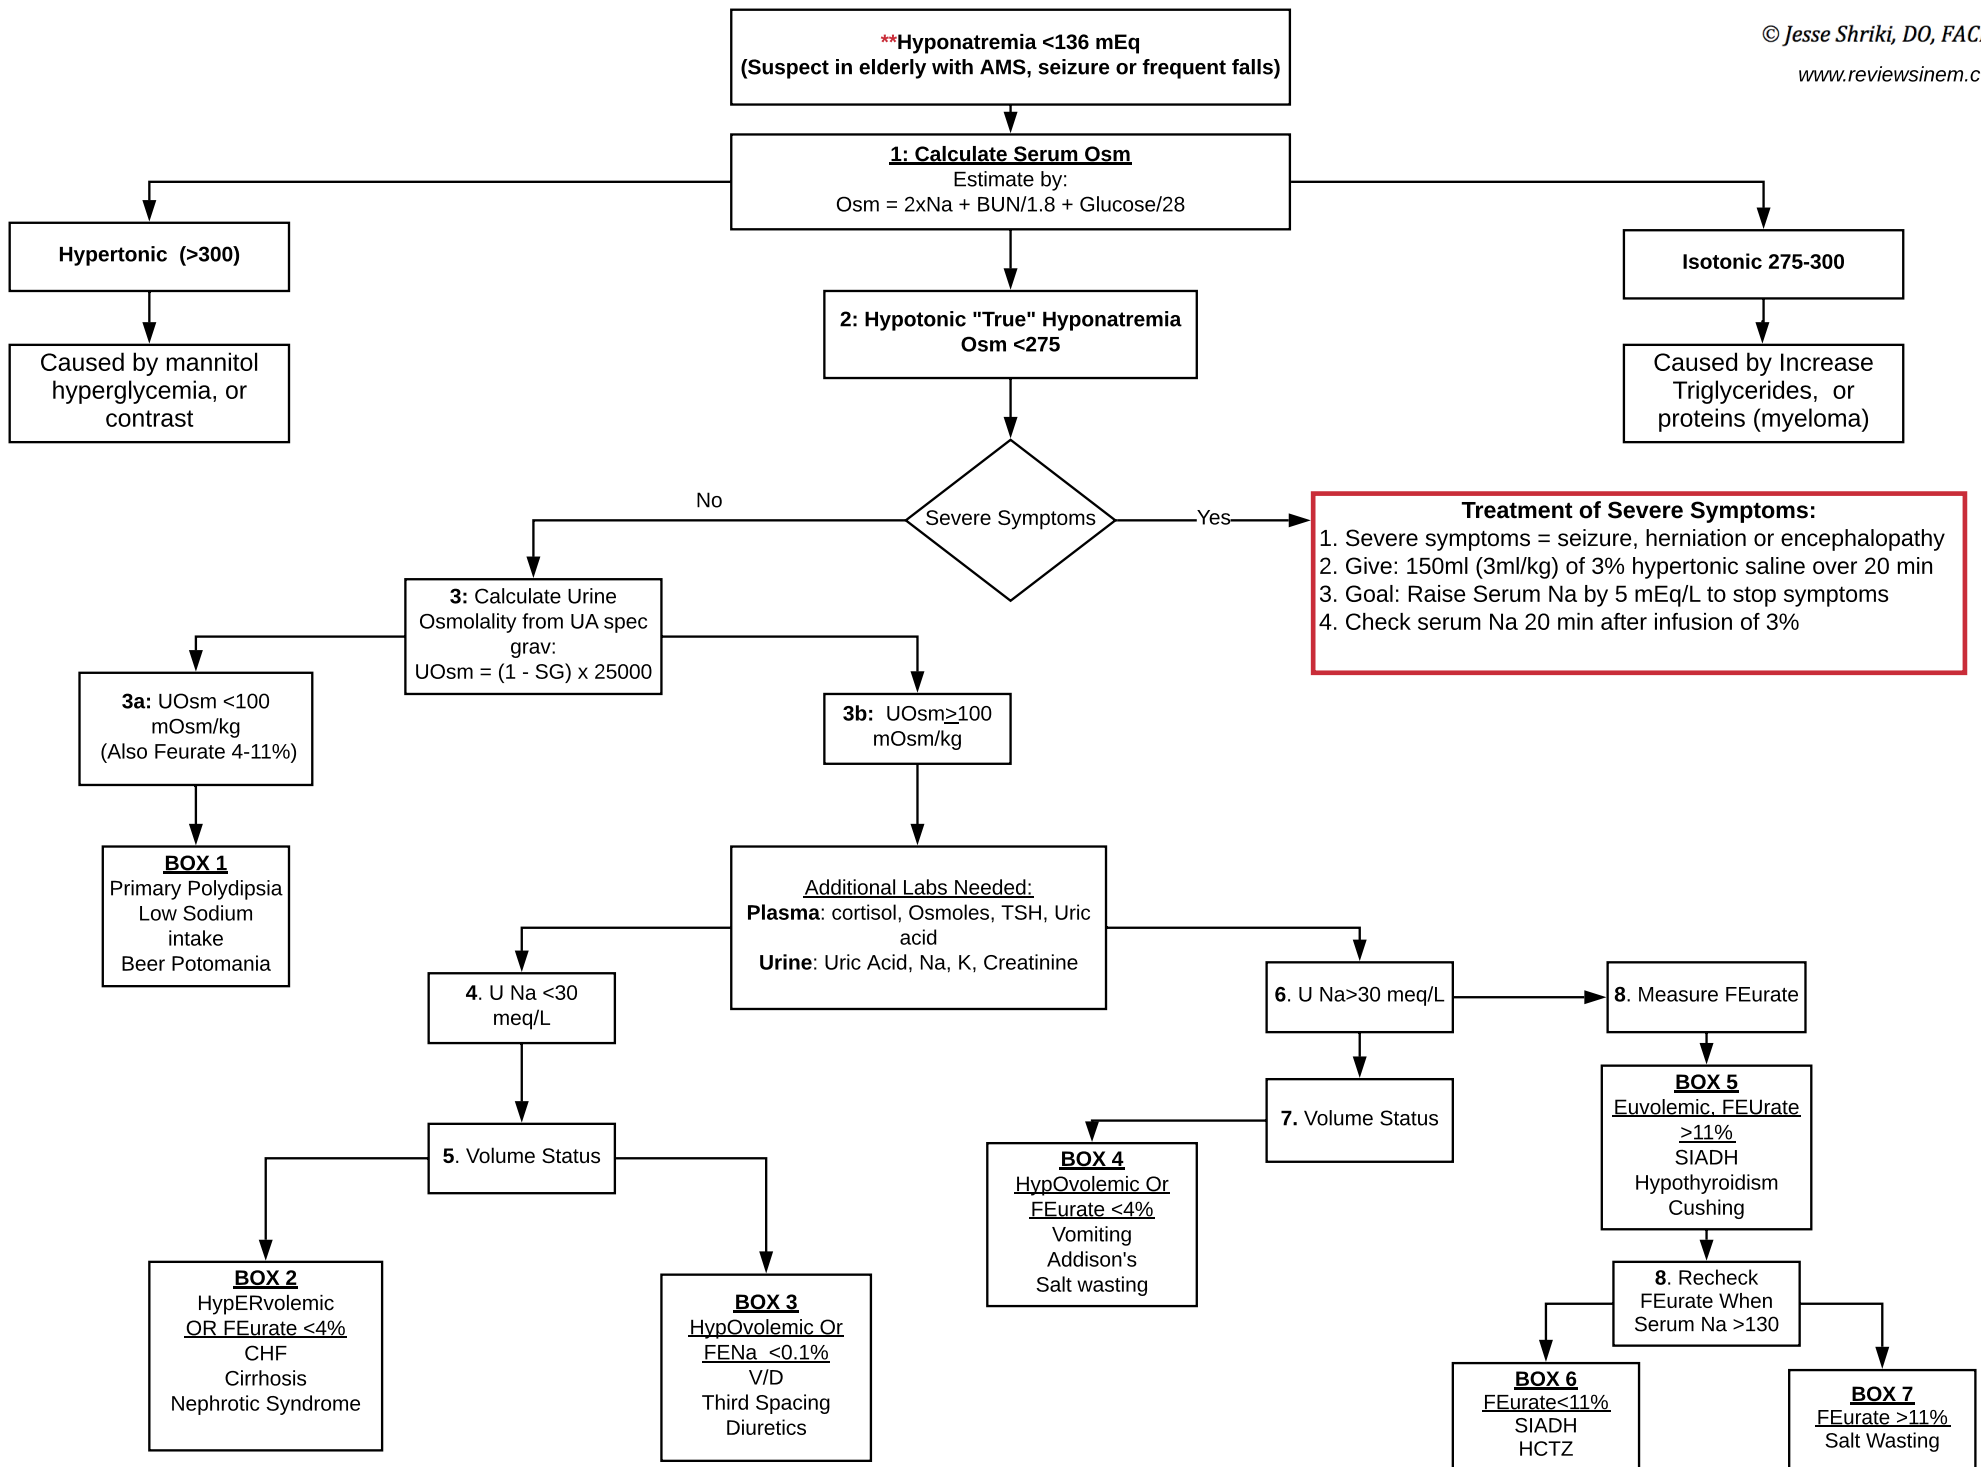 © Jesse Shriki, DO, FAC
www.reviewsinem.c
**Hyponatremia <136 mEq
(Suspect in elderly with AMS, seizure or frequent falls)
1: Calculate Serum Osm
Estimate by:
Osm = 2xNa + BUN/1.8 + Glucose/28
Hypertonic (>300)
Isotonic 275-300
2: Hypotonic "True" Hyponatremia
Osm <275
Caused by mannitol
hyperglycemia, or
contrast
Caused by Increase
Triglycerides, or
proteins (myeloma)
Severe Symptoms
No
Yes
Treatment of Severe Symptoms:
1. Severe symptoms = seizure, herniation or encephalopathy
2. Give: 150ml (3ml/kg) of 3% hypertonic saline over 20 min
3. Goal: Raise Serum Na by 5 mEq/L to stop symptoms
4. Check serum Na 20 min after infusion of 3%
3: Calculate Urine
Osmolality from UA spec
grav:
UOsm = (1 - SG) x 25000
3a: UOsm <100
mOsm/kg
(Also Feurate 4-11%)
3b: UOsm>100
mOsm/kg
BOX 1
Primary Polydipsia
Low Sodium
intake
Beer Potomania
Additional Labs Needed:
Plasma: cortisol, Osmoles, TSH, Uric
acid
Urine: Uric Acid, Na, K, Creatinine
4. U Na <30
meq/L
6. U Na>30 meq/L
8. Measure FEurate
5. Volume Status
7. Volume Status
BOX 5
Euvolemic, FEUrate
>11%
SIADH
Hypothyroidism
Cushing
BOX 4
HypOvolemic Or
FEurate <4%
Vomiting
Addison's
Salt wasting
BOX 2
HypERvolemic
OR FEurate <4%
CHF
Cirrhosis
Nephrotic Syndrome
BOX 3
HypOvolemic Or
FENa <0.1%
V/D
Third Spacing
Diuretics
8. Recheck
FEurate When
Serum Na >130
BOX 6
FEurate<11%
SIADH
HCTZ
BOX 7
FEurate >11%
Salt Wasting